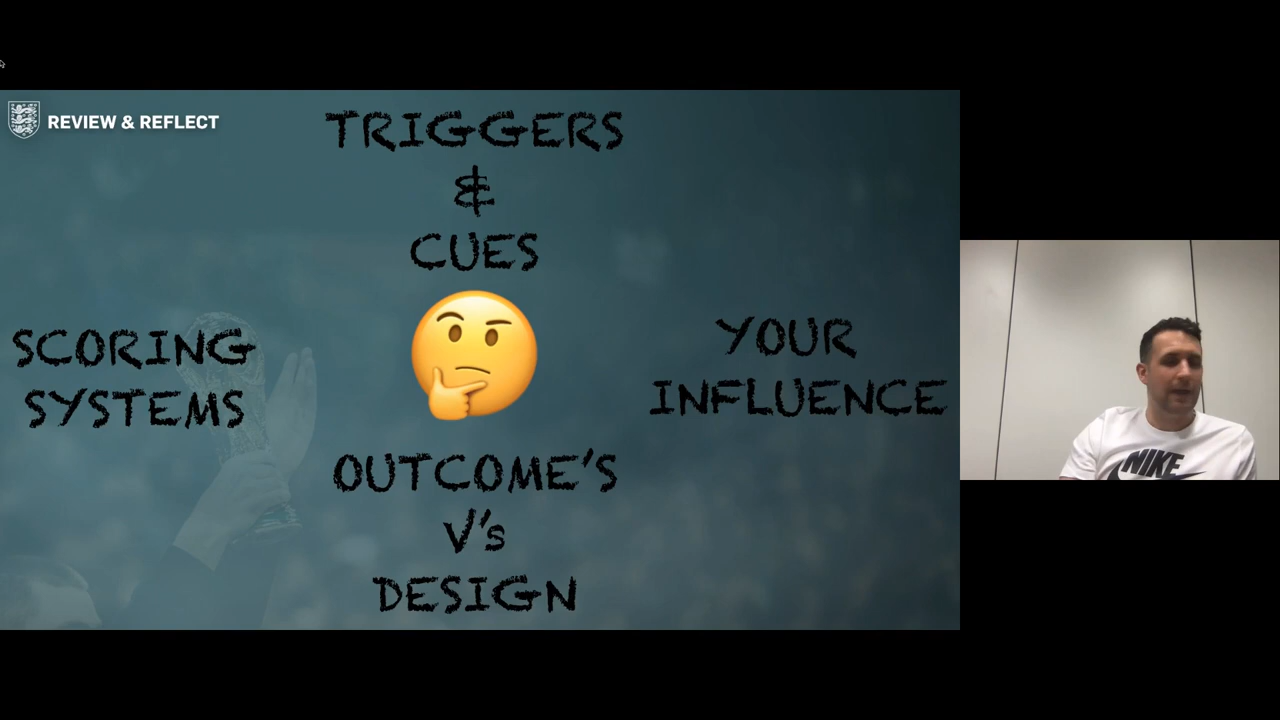 REVIEW & REFLECT
TRIGGERS
&
CUES
SCORING
SYSTEMS
YOUR
INFLUENCE
OUTCOME'S
V's
DESIGN
NIKE